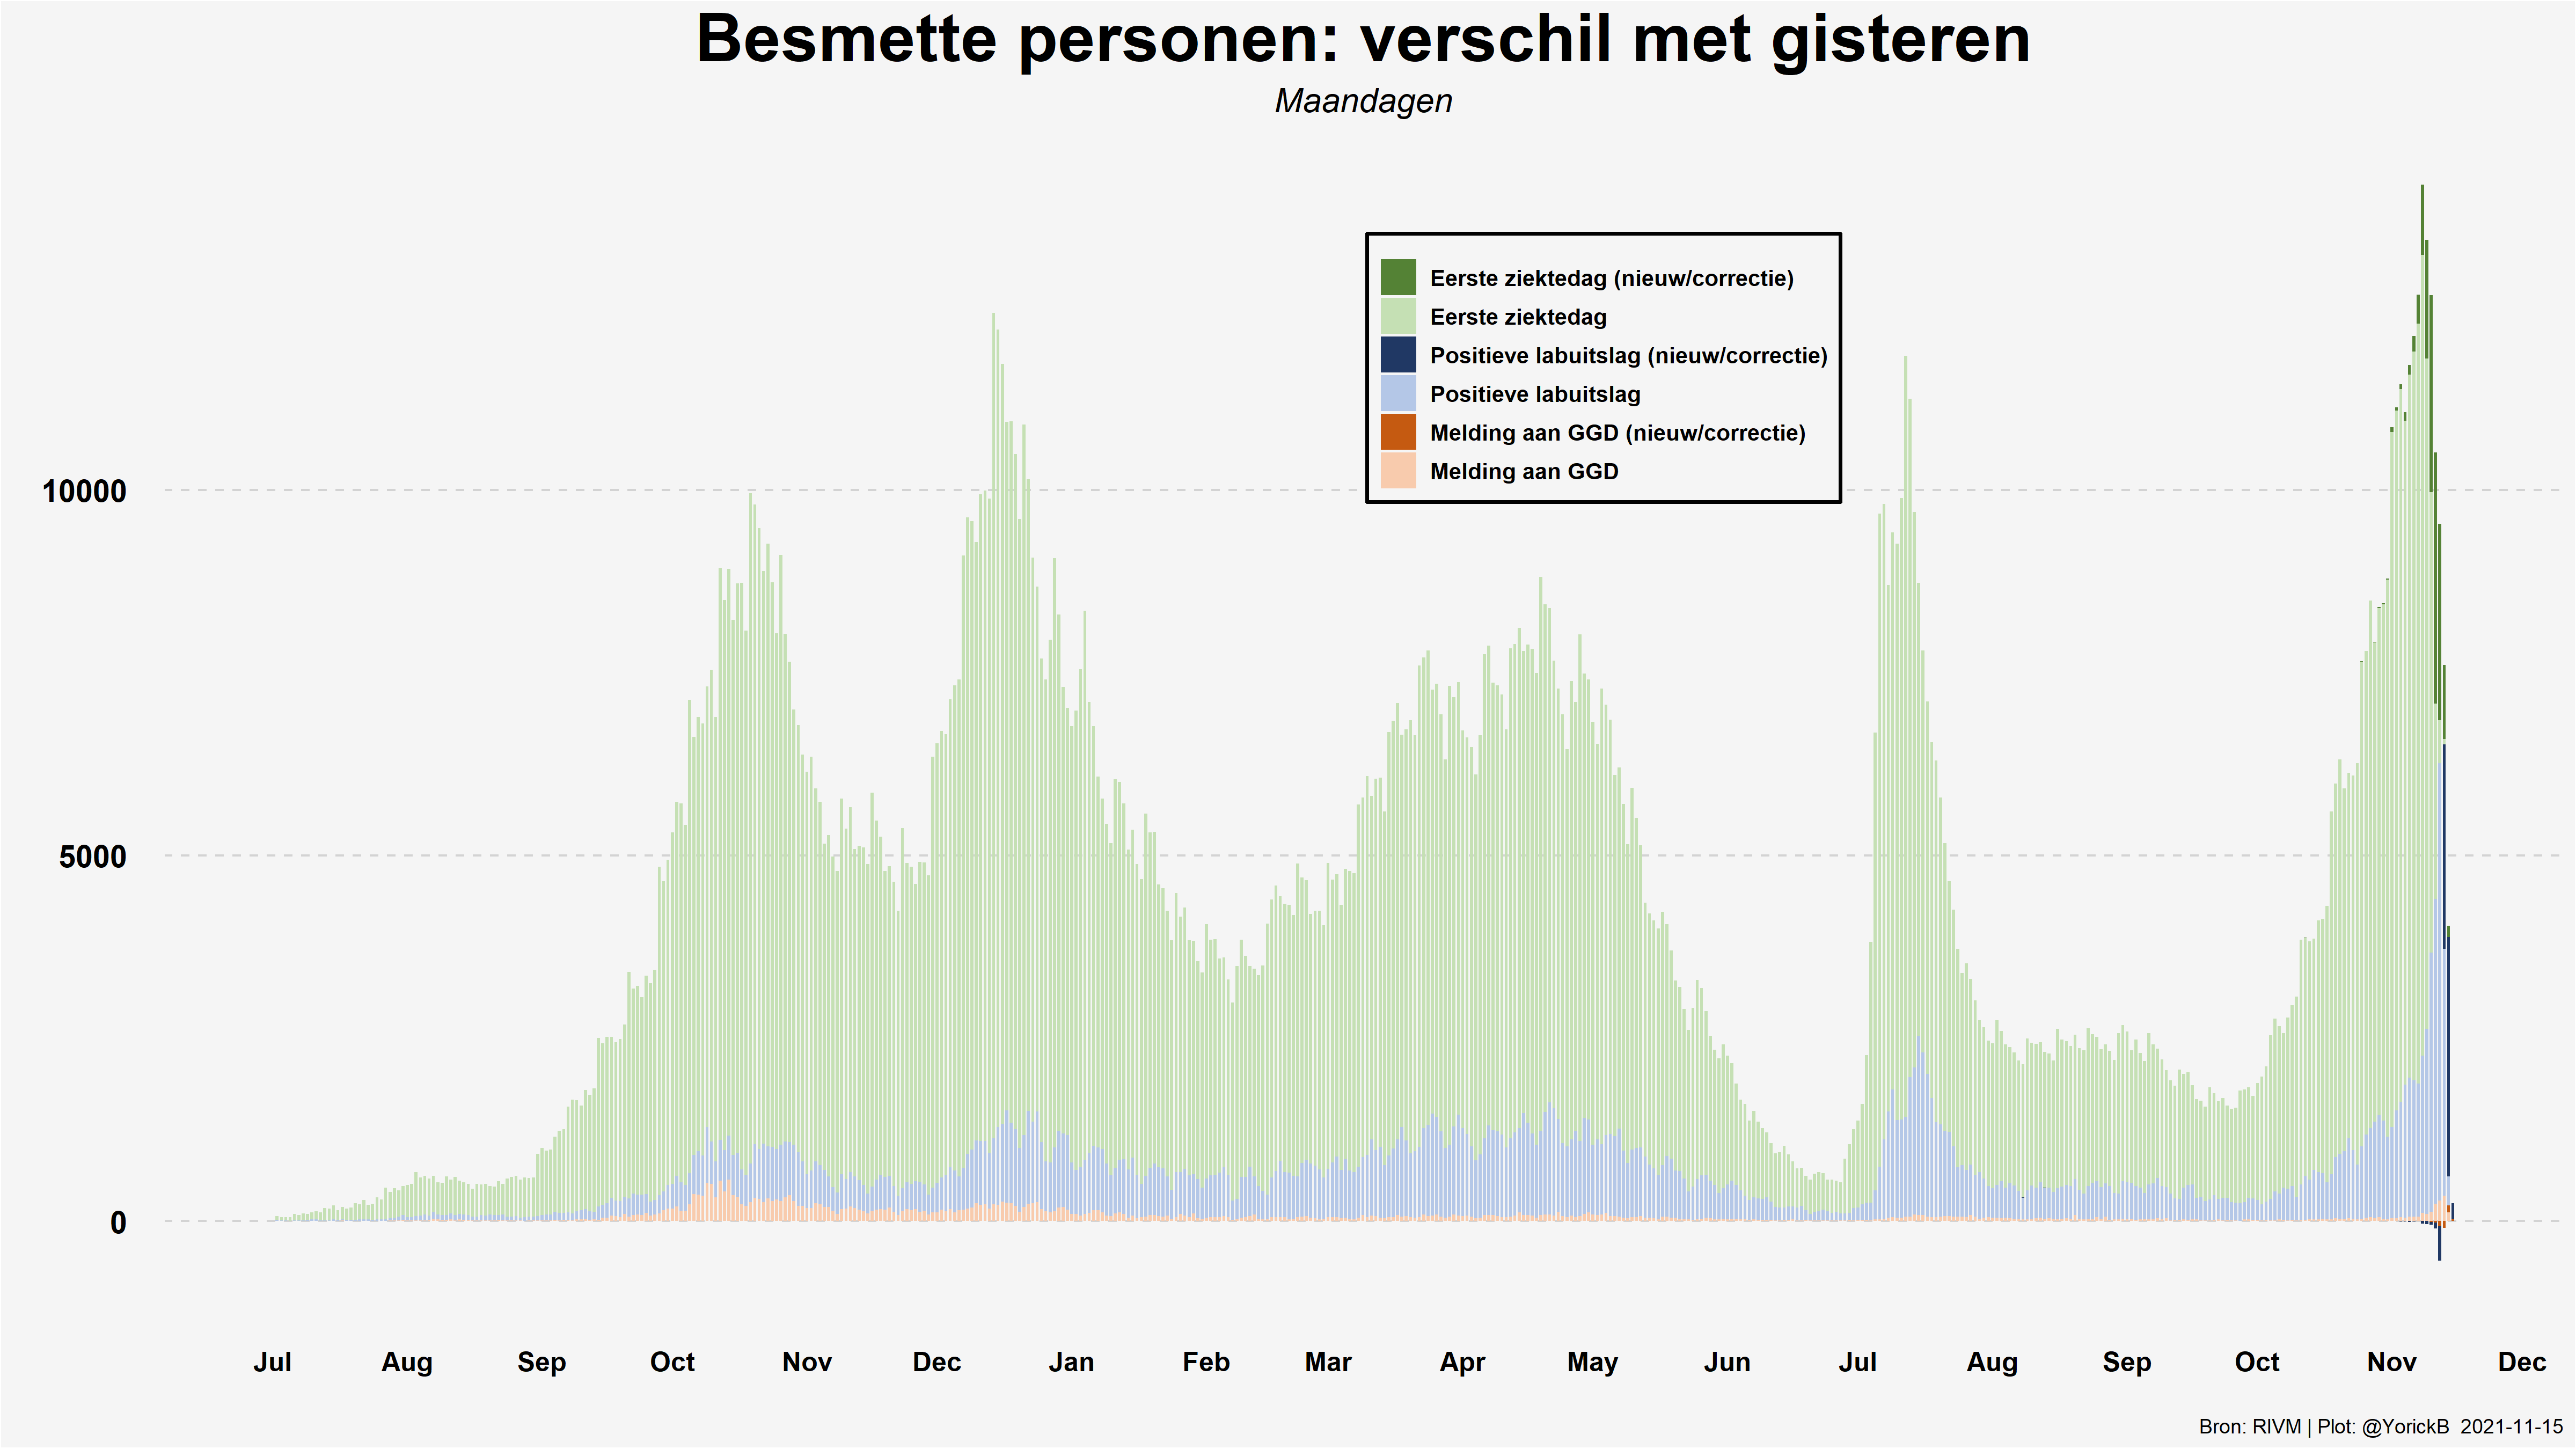 Besmette personen: verschil met gisteren
Maandagen
Eerste ziektedag (nieuw/correctie)
Eerste ziektedag
Positieve labuitslag (nieuw/correctie)
Positieve labuitslag
Melding aan GGD (nieuw/correctie)
Melding aan GGD
10000
5000
0
Jul Aug Sep Oct Nov Dec Jan Feb Mar Apr May Jun Jul Aug Sep Oct Nov Dec
Bron: RIVM | Plot: @YorickB 2021-11-15